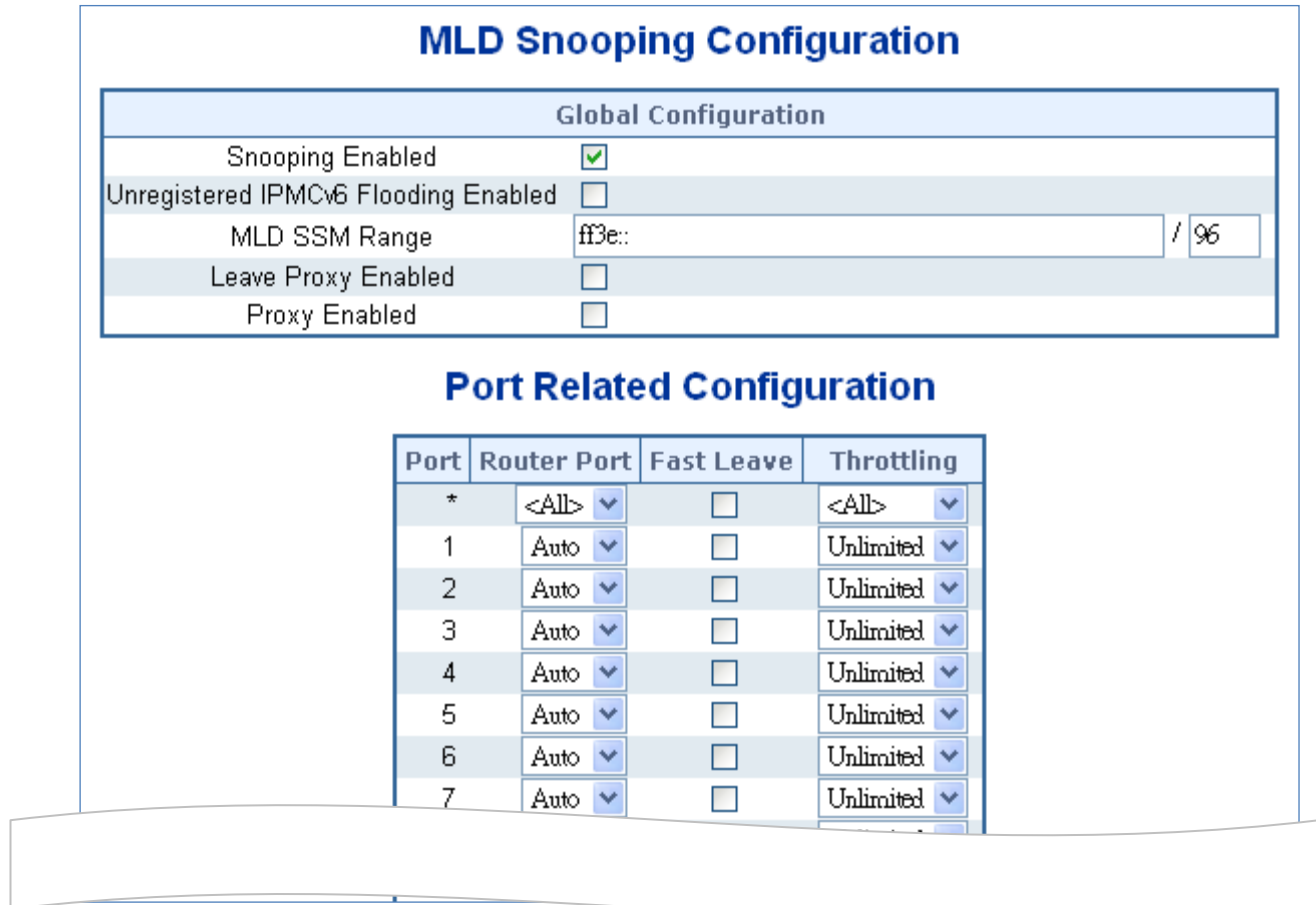 MLD Snooping Configuration
Global Configuration
Snooping Enabled
Unregistered IPMCv6 Flooding Enabled
MLD SSM Range ff3e:: / 96
Leave Proxy Enabled
Proxy Enabled
Port Related Configuration
Port Router Port Fast Leave Throttling
* <All> <All>
1 Auto Unlimited
2 Auto Unlimited
3 Auto Unlimited
4 Auto Unlimited
5 Auto Unlimited
6 Auto Unlimited
7 Auto Unlimited